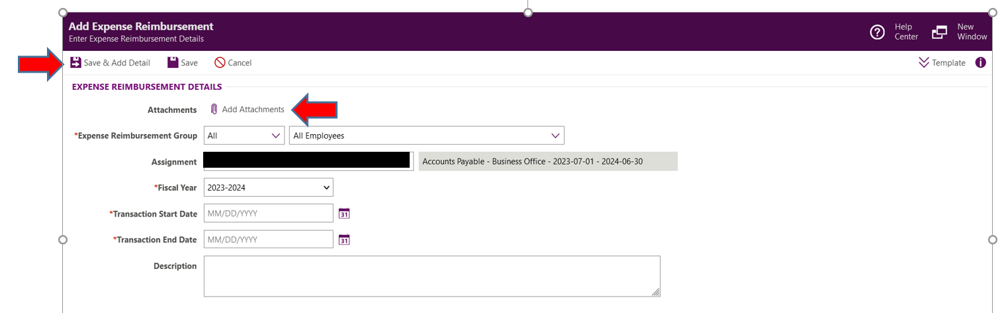 Add Expense Reimbursement
Enter Expense Reimbursement Details
Help Center
New Window
Save & Add Detail Save Cancel Template
EXPENSE REIMBURSEMENT DETAILS
Attachments Add Attachments
*Expense Reimbursement Group All All Employees
Assignment Accounts Payable - Business Office - 2023-07-01 - 2024-06-30
*Fiscal Year 2023-2024
*Transaction Start Date MM/DD/YYYY 31
*Transaction End Date MM/DD/YYYY 31
Description